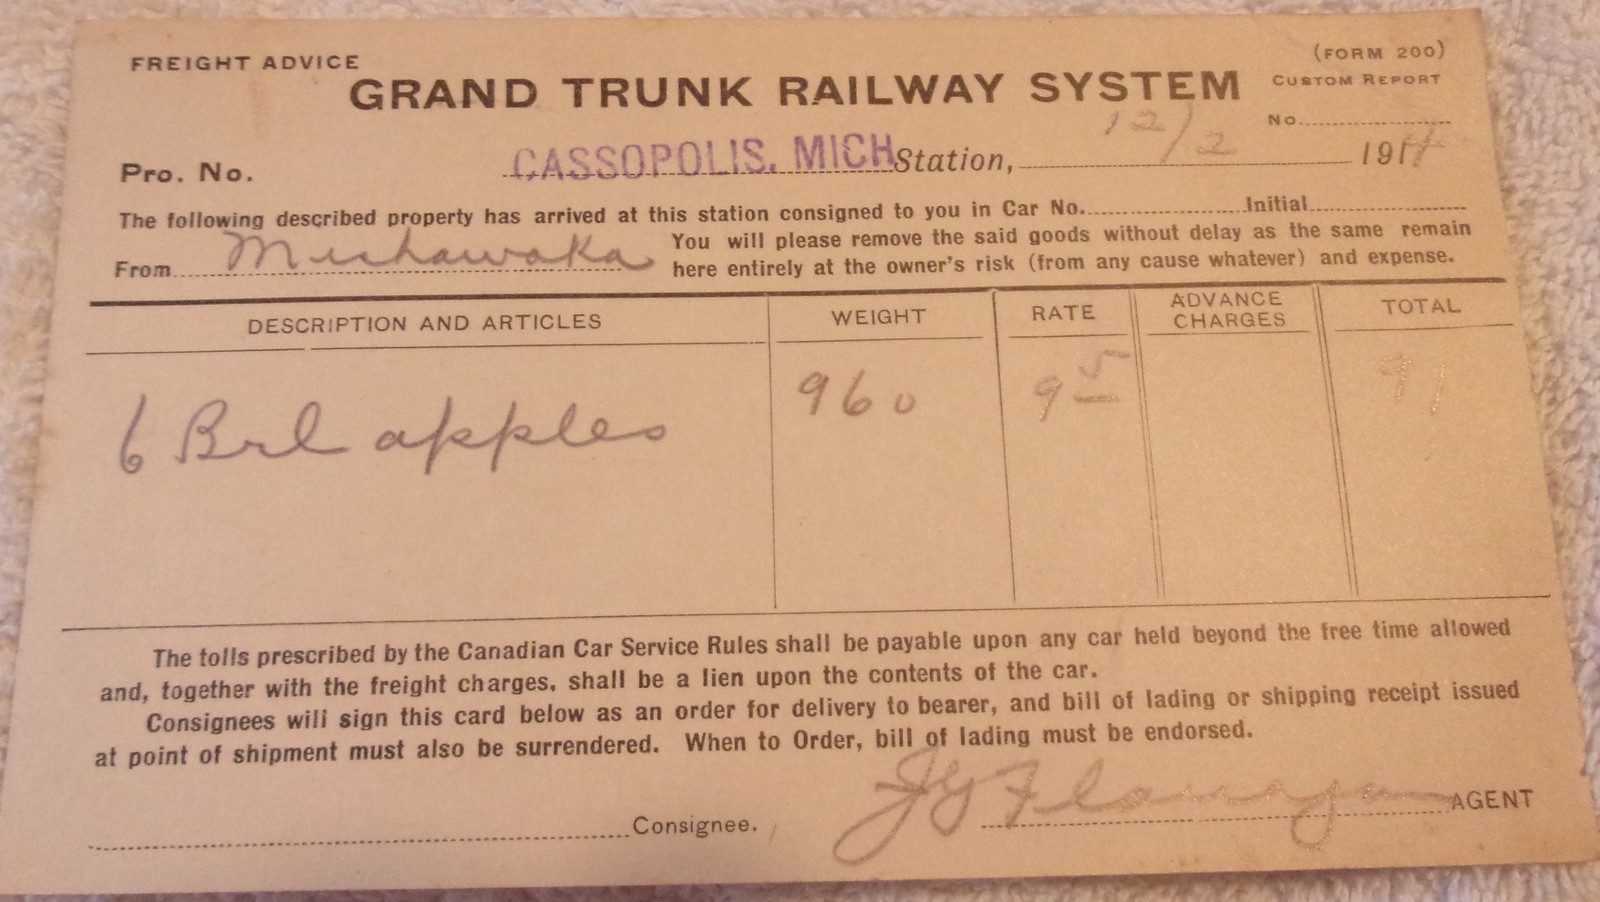 FREIGHT ADVICE
(FORM 200)
GRAND TRUNK RAILWAY SYSTEM
CUSTOM REPORT
No.
12/2
Pro. No. CASSOPOLIS, MICH Station, 191
The following described property has arrived at this station consigned to you in Car No. Initial
From Mishawaka You will please remove the said goods without delay as the same remain
here entirely at the owner's risk (from any cause whatever) and expense.
DESCRIPTION AND ARTICLES WEIGHT RATE ADVANCE CHARGES TOTAL
6 Brl apples 960 9 5 91
The tolls prescribed by the Canadian Car Service Rules shall be payable upon any car held beyond the free time allowed
and, together with the freight charges, shall be a lien upon the contents of the car.
Consignees will sign this card below as an order for delivery to bearer, and bill of lading or shipping receipt issued
at point of shipment must also be surrendered. When to Order, bill of lading must be endorsed.
Consignee. Flanagan AGENT